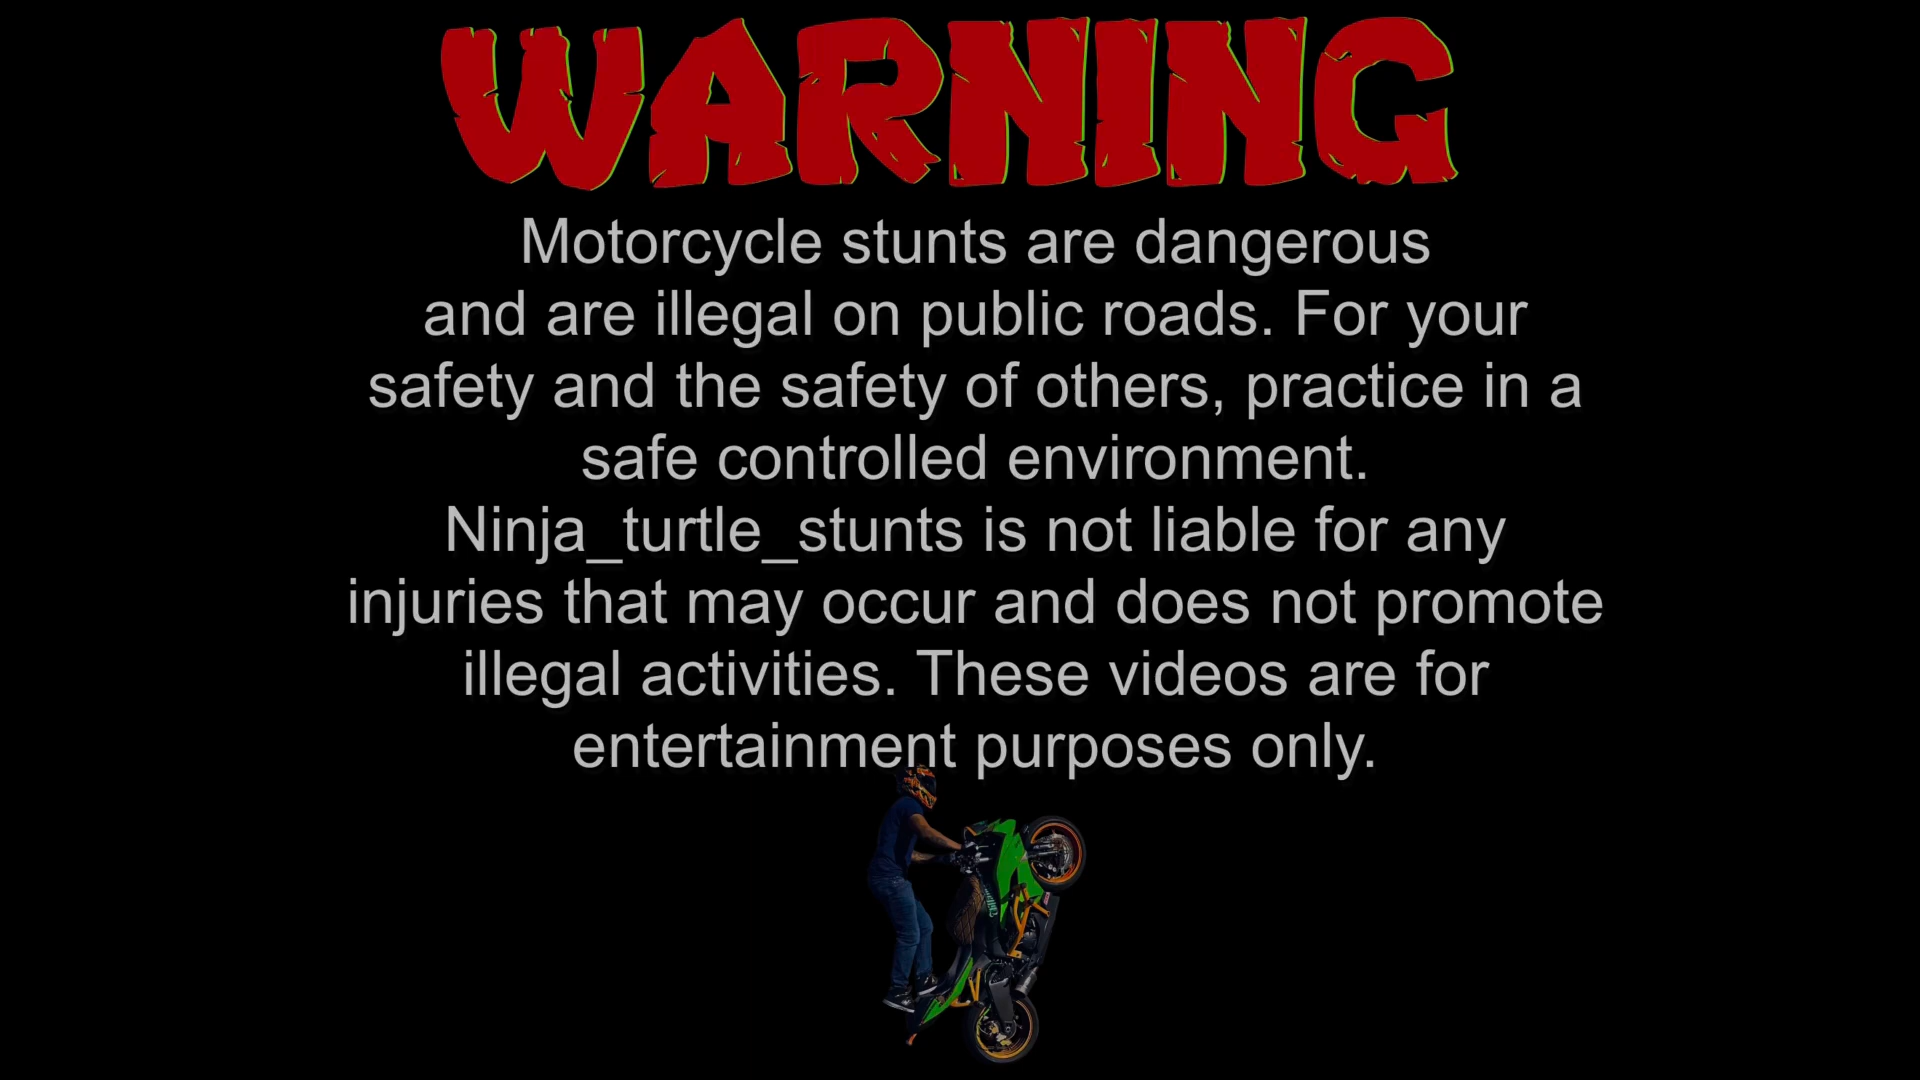 WARNING
Motorcycle stunts are dangerous
and are illegal on public roads. For your
safety and the safety of others, practice in a
safe controlled environment.
Ninja_turtle_stunts is not liable for any
injuries that may occur and does not promote
illegal activities. These videos are for
entertainment purposes only.